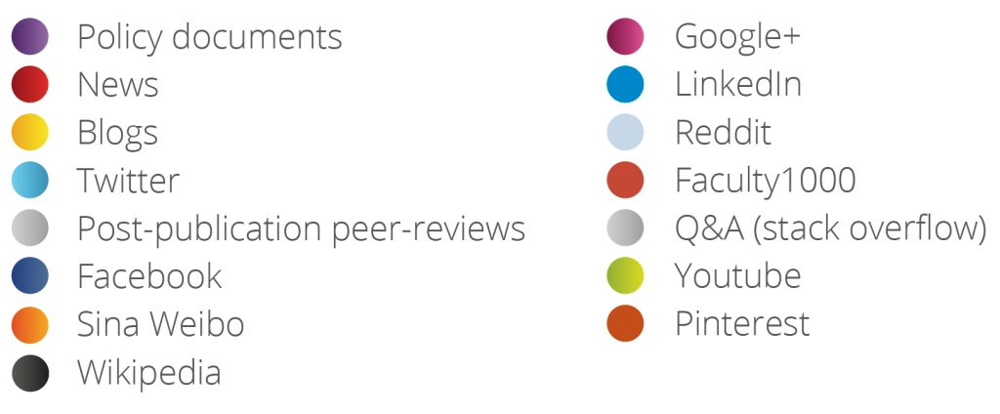 Policy documents
News
Blogs
Twitter
Post-publication peer-reviews
Facebook
Sina Weibo
Wikipedia
Google+
LinkedIn
Reddit
Faculty1000
Q&A (stack overflow)
Youtube
Pinterest